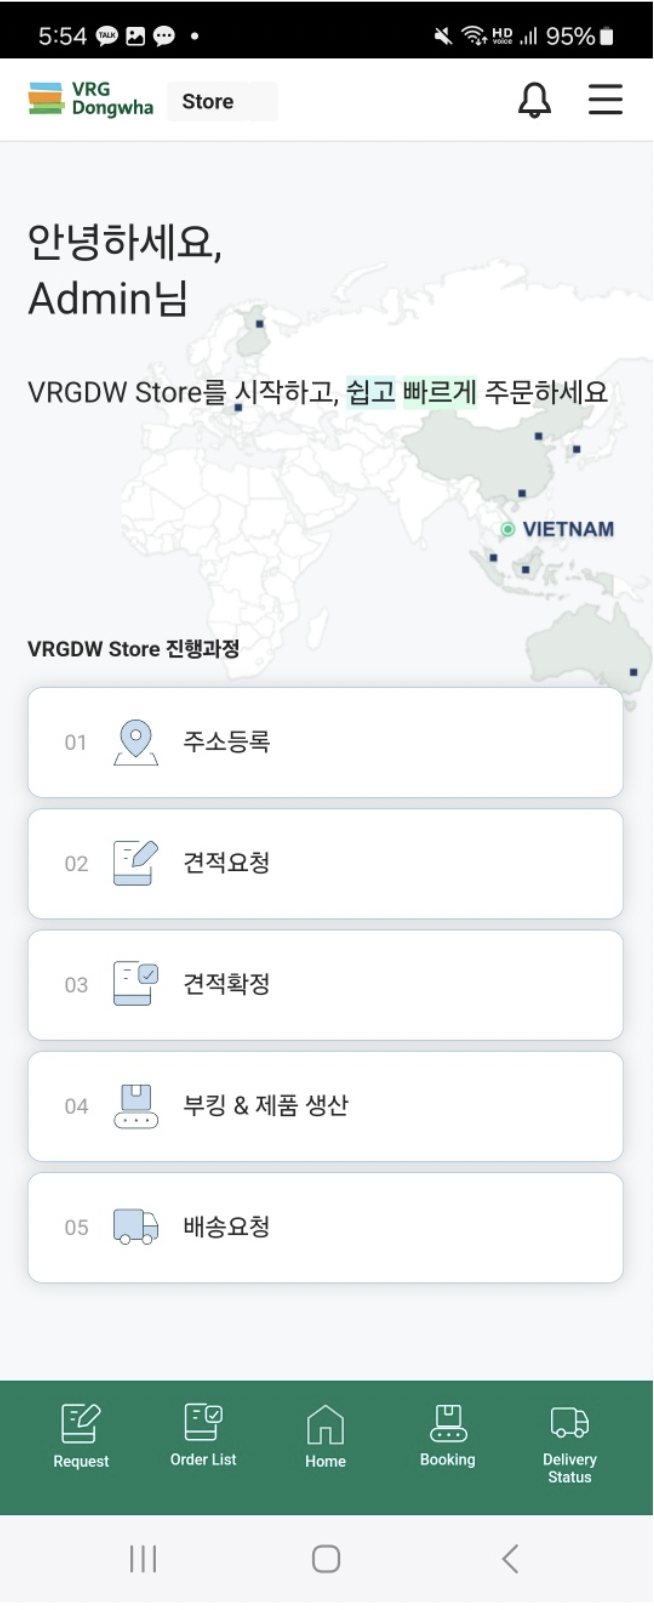 5:54 TALK HD voice 95%
VRG
Dongwha
Store
안녕하세요,
Admin님
VRGDW Store를 시작하고, 쉽고 빠르게 주문하세요
VIETNAM
VRGDW Store 진행과정
01 주소등록
02 견적요청
03 견적확정
04 부킹 & 제품 생산
05 배송요청
Request
Order List
Home
Booking
Delivery
Status